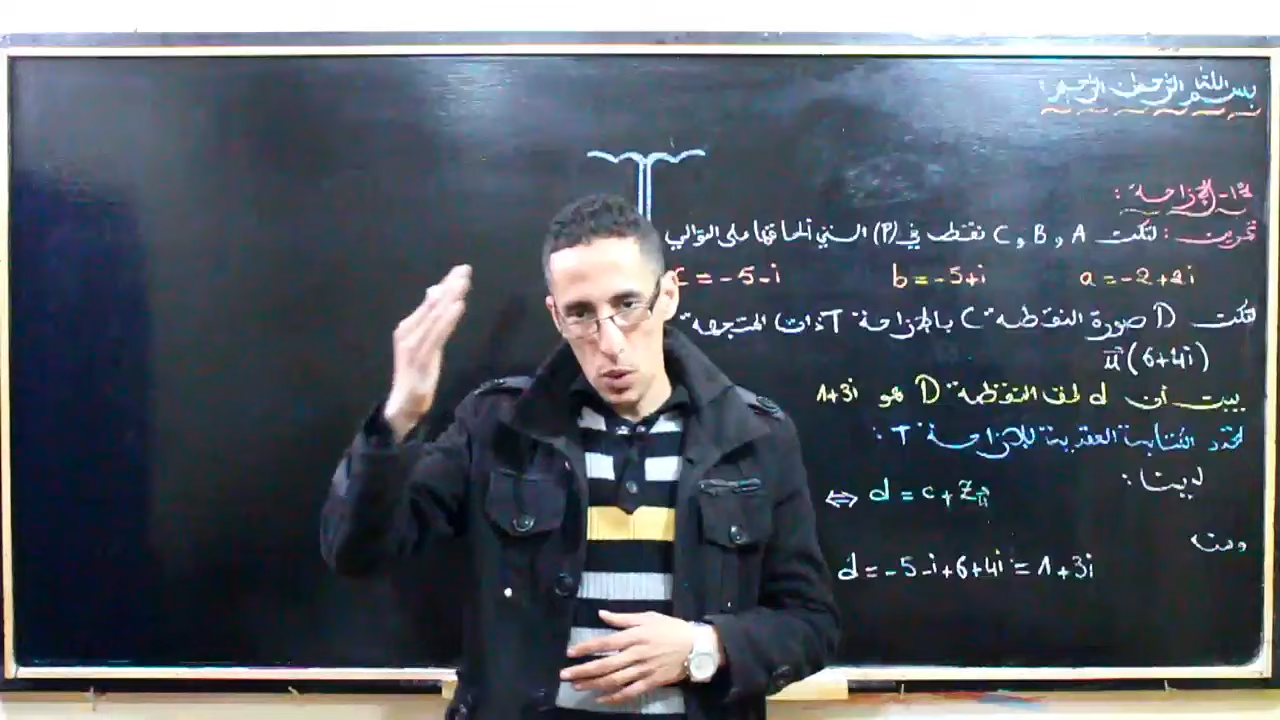 بسم الله الرحمن الرحيم:
1- الإزاحة:
تمرين: لتكن A و B و C نقط في (P) التي ألحاقها على التوالي
a = -2+2i b = -5+i c = -5-i
لتكن D صورة النقطة C بالإزاحة T ذات المتجهة
u⃗(6+4i)
بين أن d لحق النقطة D هو 1+3i
لنحدد الكتابة العقدية للإزاحة T:
لدينا:
⇔ d = c + Z_u⃗
ومنه
d = -5-i+6+4i = 1+3i